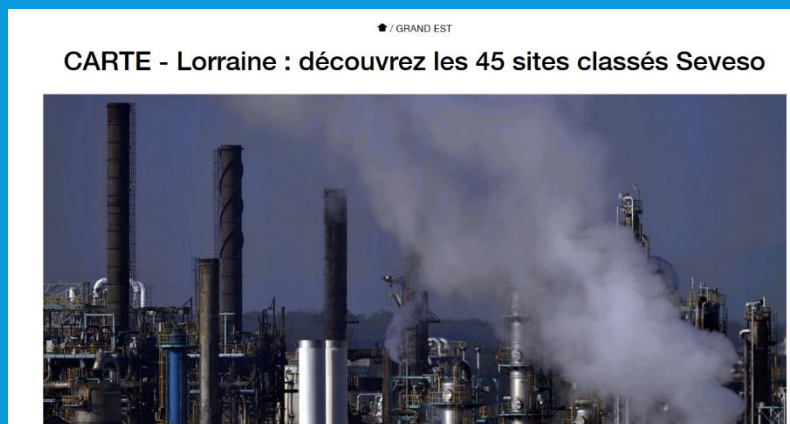 / GRAND EST
CARTE - Lorraine : découvrez les 45 sites classés Seveso